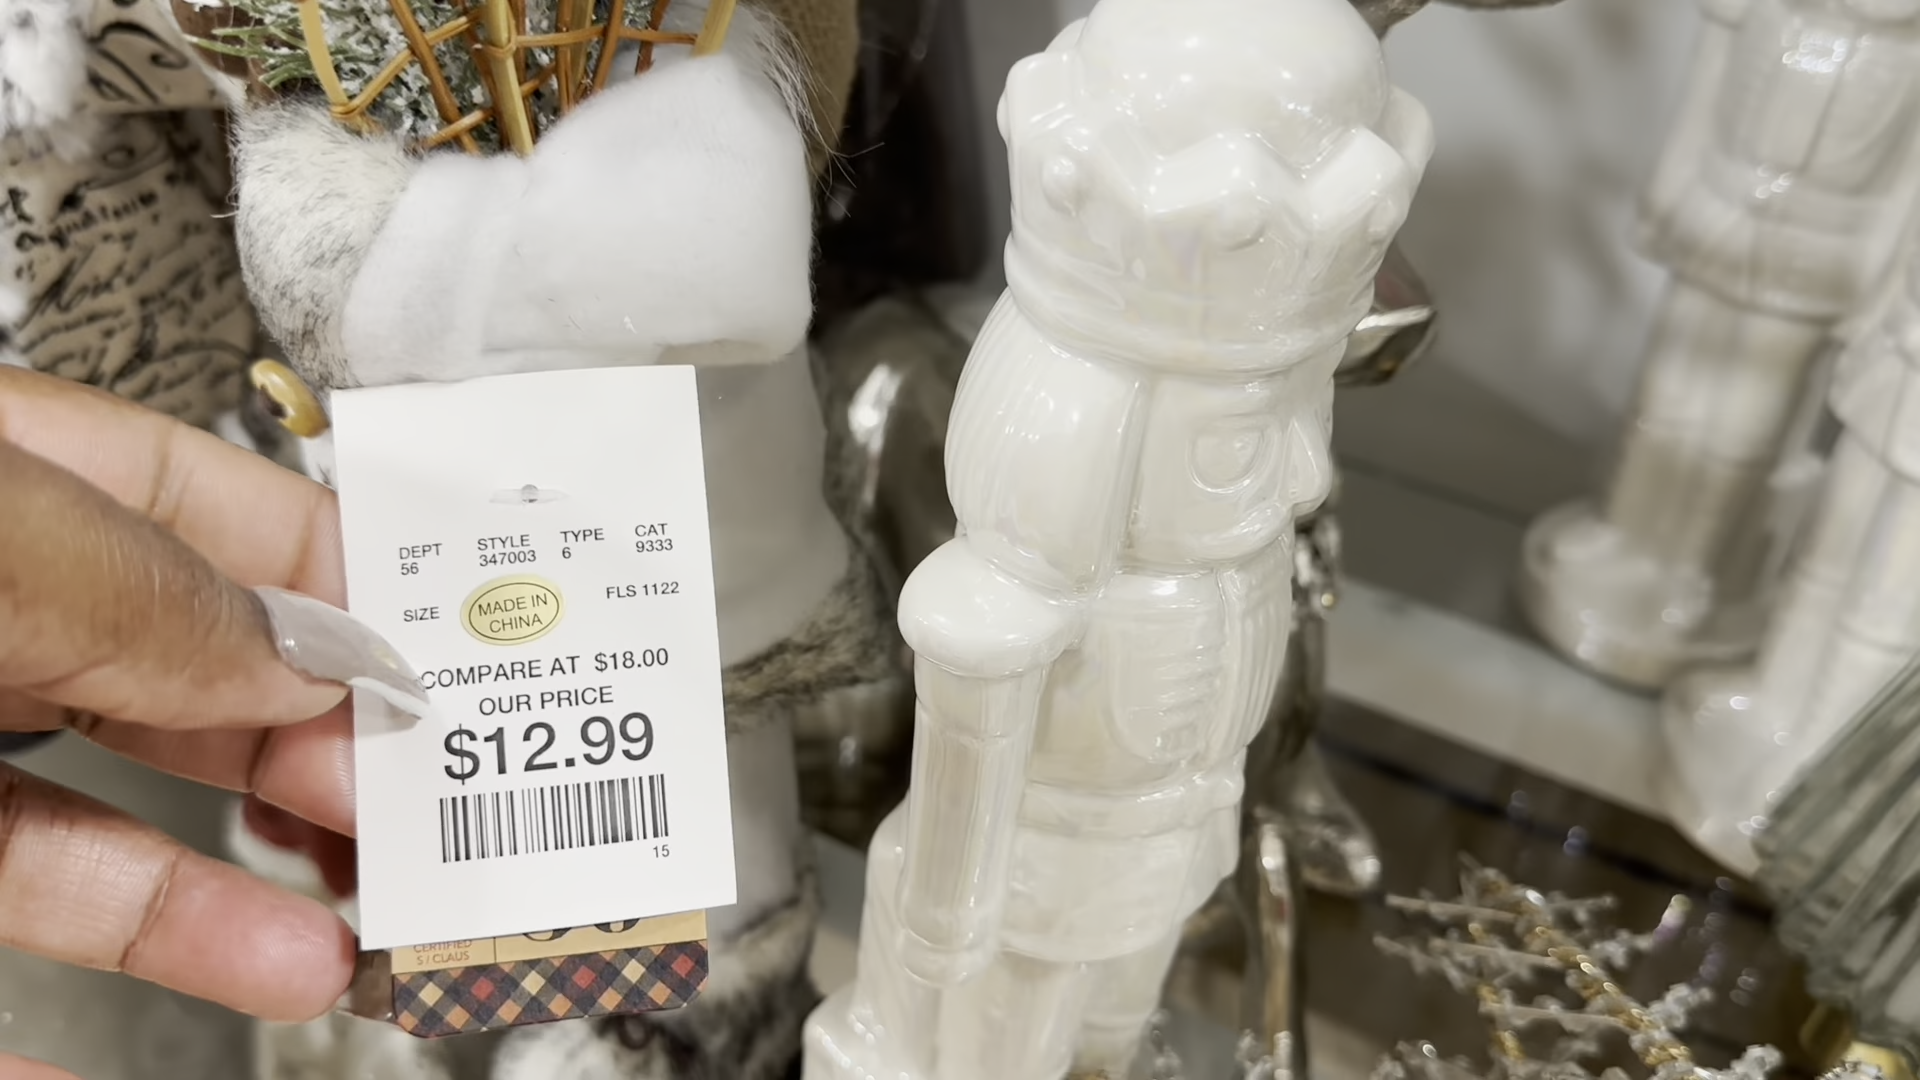 DEPT STYLE TYPE CAT
56 347003 6 9333
SIZE MADE IN CHINA FLS 1122
COMPARE AT $18.00
OUR PRICE
$12.99
15
CERTIFIED
S / CLAUS